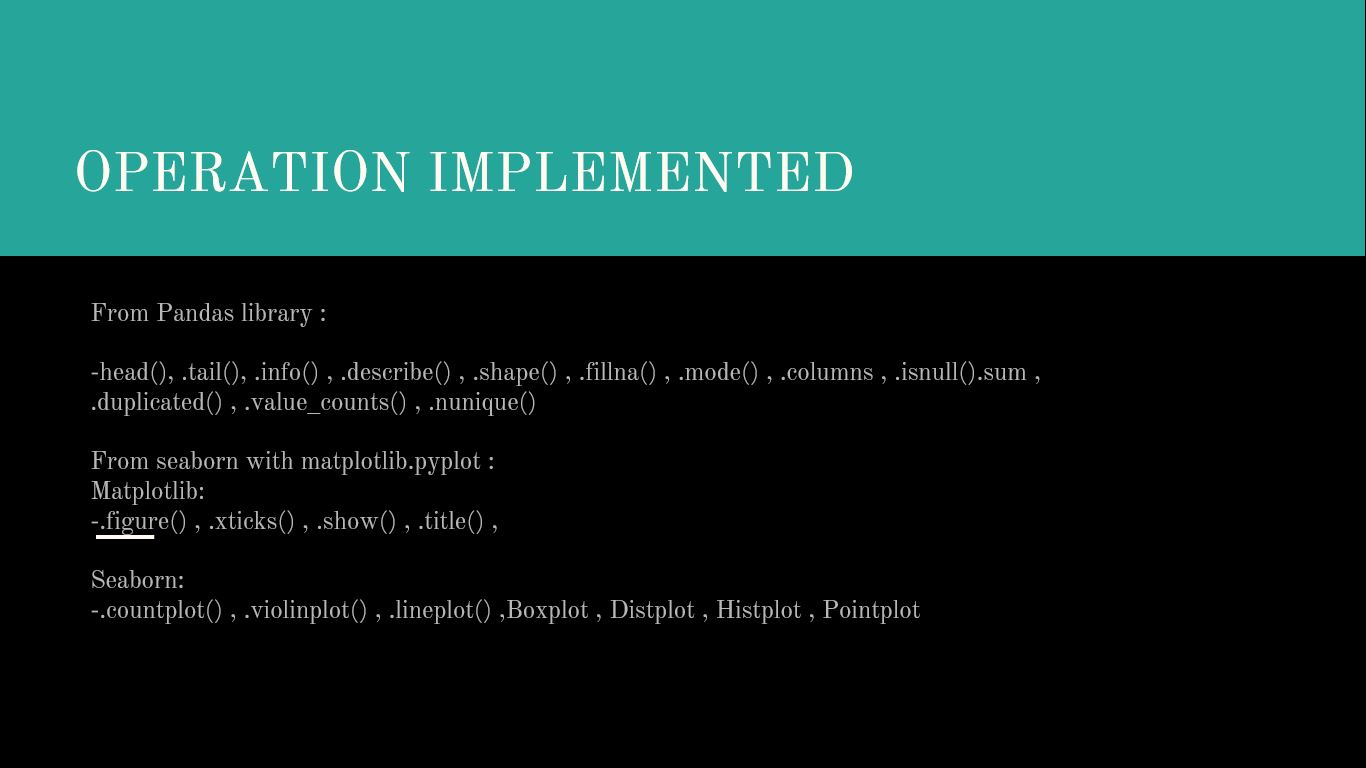 OPERATION IMPLEMENTED
From Pandas library :
-head(), .tail(), .info() , .describe() , .shape() , .fillna() , .mode() , .columns , .isnull().sum ,
.duplicated() , .value_counts() , .nunique()
From seaborn with matplotlib.pyplot :
Matplotlib:
-.figure() , .xticks() , .show() , .title() ,
Seaborn:
-.countplot() , .violinplot() , .lineplot() ,Boxplot , Distplot , Histplot , Pointplot